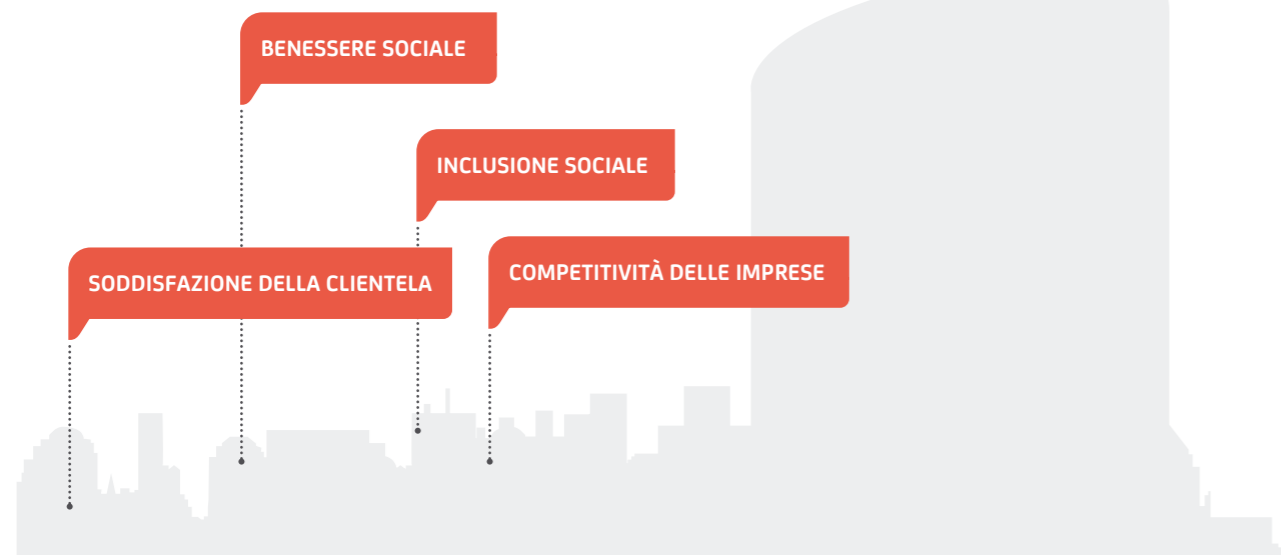 BENESSERE SOCIALE
INCLUSIONE SOCIALE
SODDISFAZIONE DELLA CLIENTELA
COMPETITIVITÀ DELLE IMPRESE